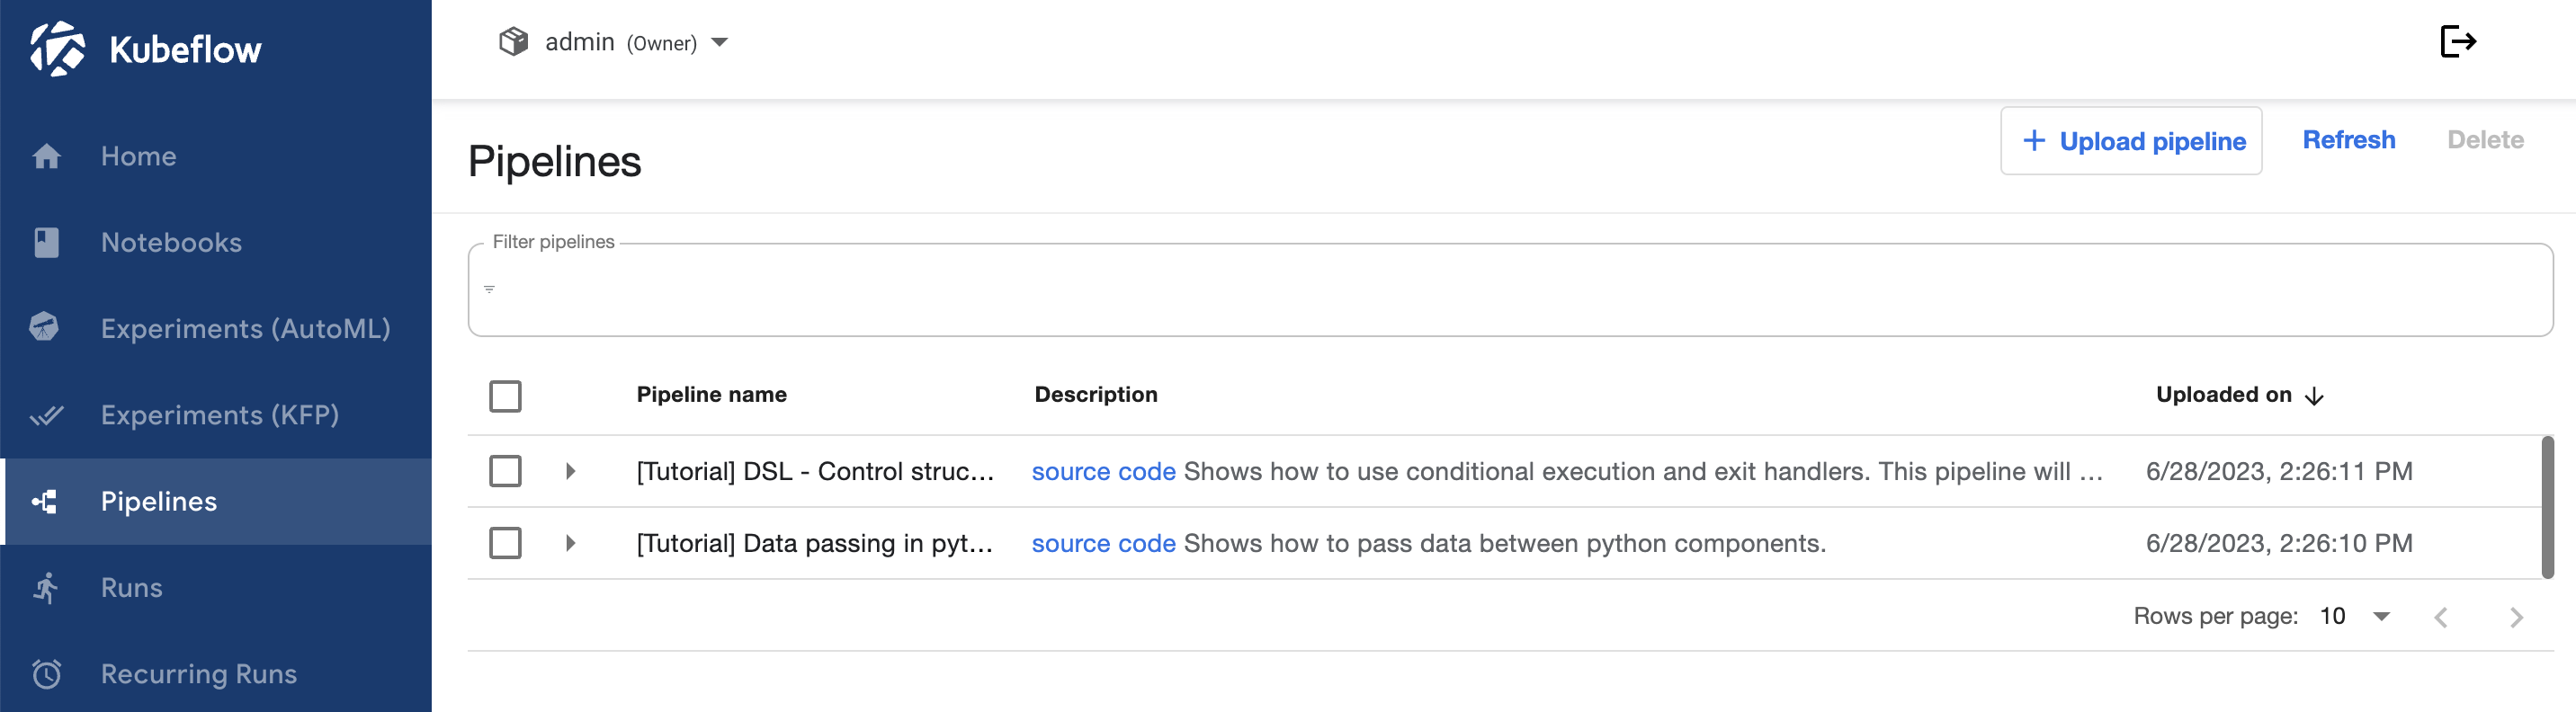 Kubeflow
admin (Owner)
Home
Notebooks
Experiments (AutoML)
Experiments (KFP)
Pipelines
Runs
Recurring Runs
Pipelines
+ Upload pipeline
Refresh
Delete
Filter pipelines
Pipeline name Description Uploaded on
[Tutorial] DSL - Control struc... source code Shows how to use conditional execution and exit handlers. This pipeline will ... 6/28/2023, 2:26:11 PM
[Tutorial] Data passing in pyt... source code Shows how to pass data between python components. 6/28/2023, 2:26:10 PM
Rows per page: 10